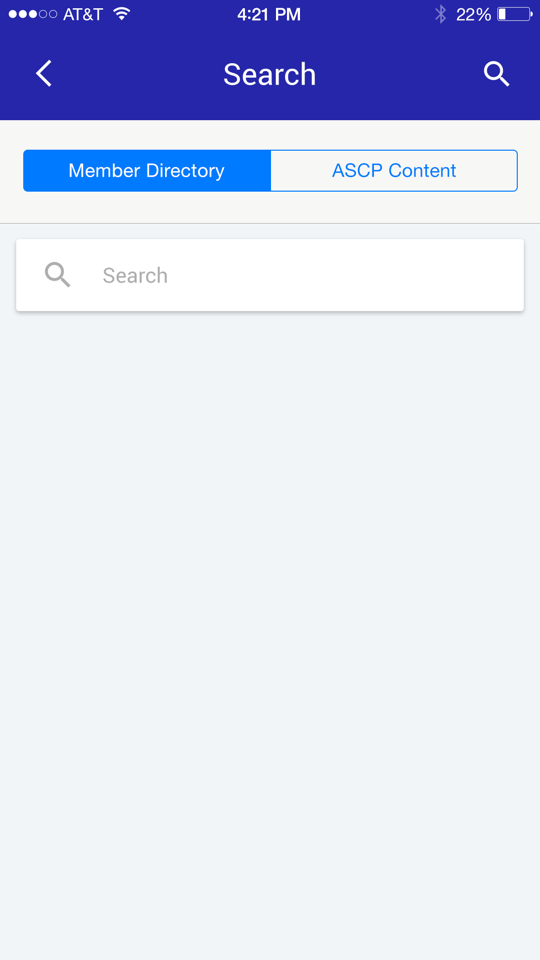 AT&T 4:21 PM 22%
Search
Member Directory ASCP Content
Search